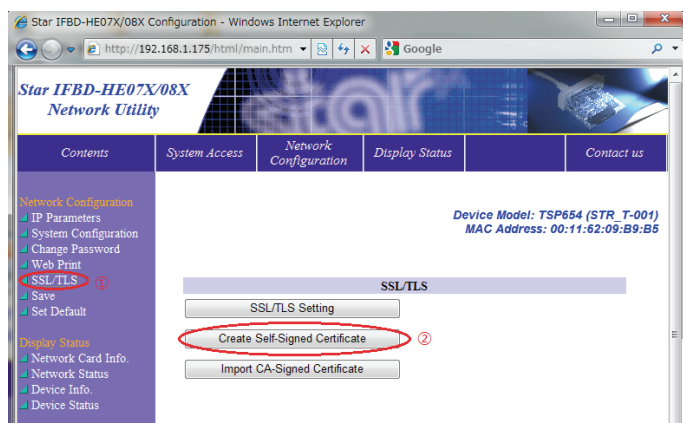 Star IFBD-HE07X/08X Configuration - Windows Internet Explorer
http://192.168.1.175/html/main.htm
Google
Star IFBD-HE07X/08X
Network Utility
star
Contents
System Access
Network
Configuration
Display Status
Contact us
Network Configuration
IP Parameters
System Configuration
Change Password
Web Print
SSL/TLS ①
Save
Set Default
Display Status
Network Card Info.
Network Status
Device Info.
Device Status
Device Model: TSP654 (STR_T-001)
MAC Address: 00:11:62:09:B9:B5
SSL/TLS
SSL/TLS Setting
Create Self-Signed Certificate ②
Import CA-Signed Certificate